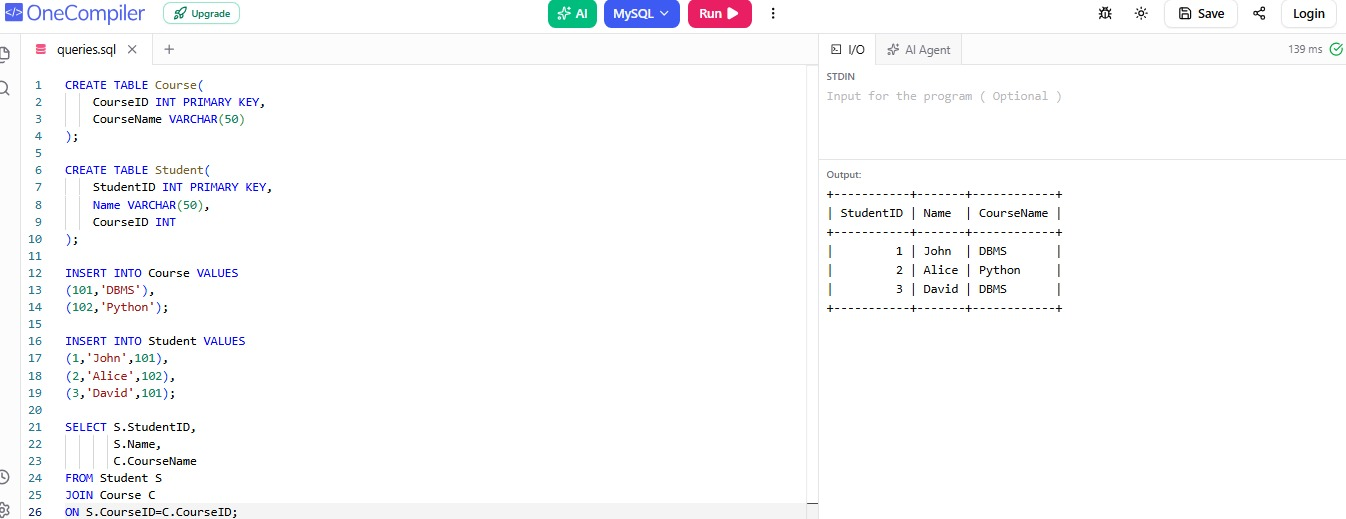 </> OneCompiler
Upgrade
AI
MySQL
Run
Save
Login
queries.sql
1 CREATE TABLE Course(
2     CourseID INT PRIMARY KEY,
3     CourseName VARCHAR(50)
4 );
5
6 CREATE TABLE Student(
7     StudentID INT PRIMARY KEY,
8     Name VARCHAR(50),
9     CourseID INT
10 );
11
12 INSERT INTO Course VALUES
13 (101,'DBMS'),
14 (102,'Python');
15
16 INSERT INTO Student VALUES
17 (1,'John',101),
18 (2,'Alice',102),
19 (3,'David',101);
20
21 SELECT S.StudentID,
22        S.Name,
23        C.CourseName
24 FROM Student S
25 JOIN Course C
26 ON S.CourseID=C.CourseID;
I/O
AI Agent
139 ms
STDIN
Input for the program ( Optional )
Output:
+-----------+-------+------------+
| StudentID | Name  | CourseName |
+-----------+-------+------------+
|         1 | John  | DBMS       |
|         2 | Alice | Python     |
|         3 | David | DBMS       |
+-----------+-------+------------+